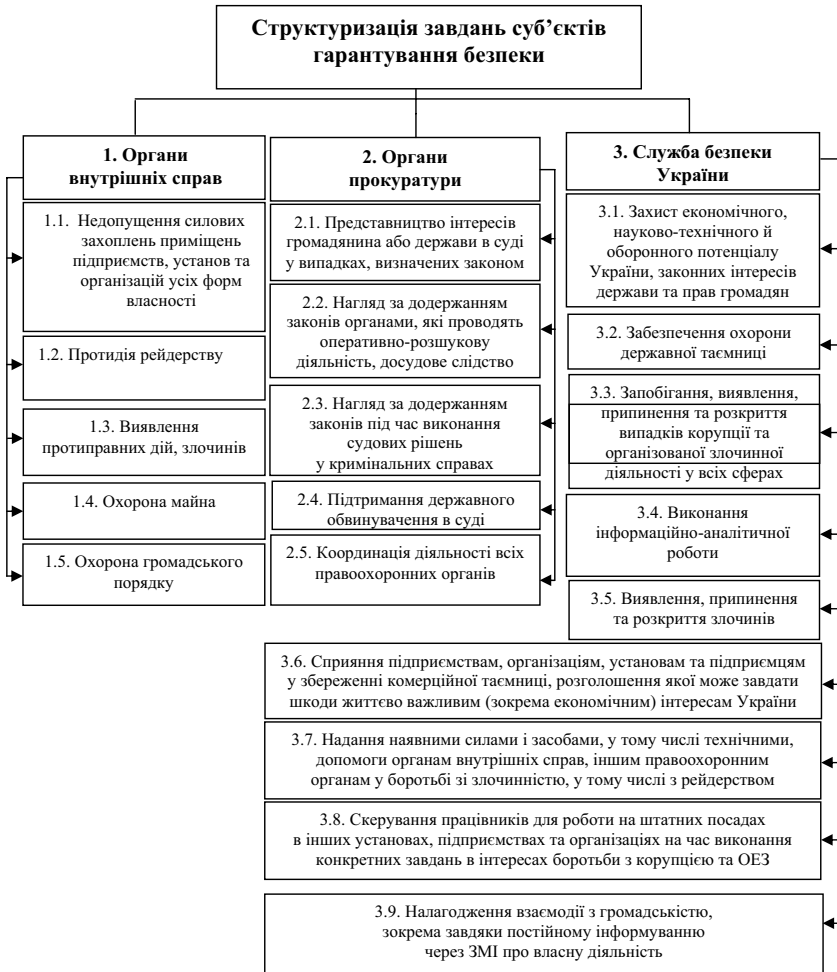 Структуризація завдань суб’єктів
гарантування безпеки
1. Органи
внутрішніх справ
1.1. Недопущення силових
захоплень приміщень
підприємств, установ та
організацій усіх форм
власності
1.2. Протидія рейдерству
1.3. Виявлення
протиправних дій, злочинів
1.4. Охорона майна
1.5. Охорона громадського
порядку
2. Органи
прокуратури
2.1. Представництво інтересів
громадянина або держави в суді
у випадках, визначених законом
2.2. Нагляд за додержанням
законів органами, які проводять
оперативно-розшукову
діяльність, досудове слідство
2.3. Нагляд за додержанням
законів під час виконання
судових рішень
у кримінальних справах
2.4. Підтримання державного
обвинувачення в суді
2.5. Координація діяльності всіх
правоохоронних органів
3. Служба безпеки
України
3.1. Захист економічного,
науково-технічного й
оборонного потенціалу
України, законних інтересів
держави та прав громадян
3.2. Забезпечення охорони
державної таємниці
3.3. Запобігання, виявлення,
припинення та розкриття
випадків корупції та
організованої злочинної
діяльності у всіх сферах
3.4. Виконання
інформаційно-аналітичної
роботи
3.5. Виявлення, припинення
та розкриття злочинів
3.6. Сприяння підприємствам, організаціям, установам та підприємцям
у збереженні комерційної таємниці, розголошення якої може завдати
шкоди життєво важливим (зокрема економічним) інтересам України
3.7. Надання наявними силами і засобами, у тому числі технічними,
допомоги органам внутрішніх справ, іншим правоохоронним
органам у боротьбі зі злочинністю, у тому числі з рейдерством
3.8. Скерування працівників для роботи на штатних посадах
в інших установах, підприємствах та організаціях на час виконання
конкретних завдань в інтересах боротьби з корупцією та ОЕЗ
3.9. Налагодження взаємодії з громадськістю,
зокрема завдяки постійному інформуванню
через ЗМІ про власну діяльність